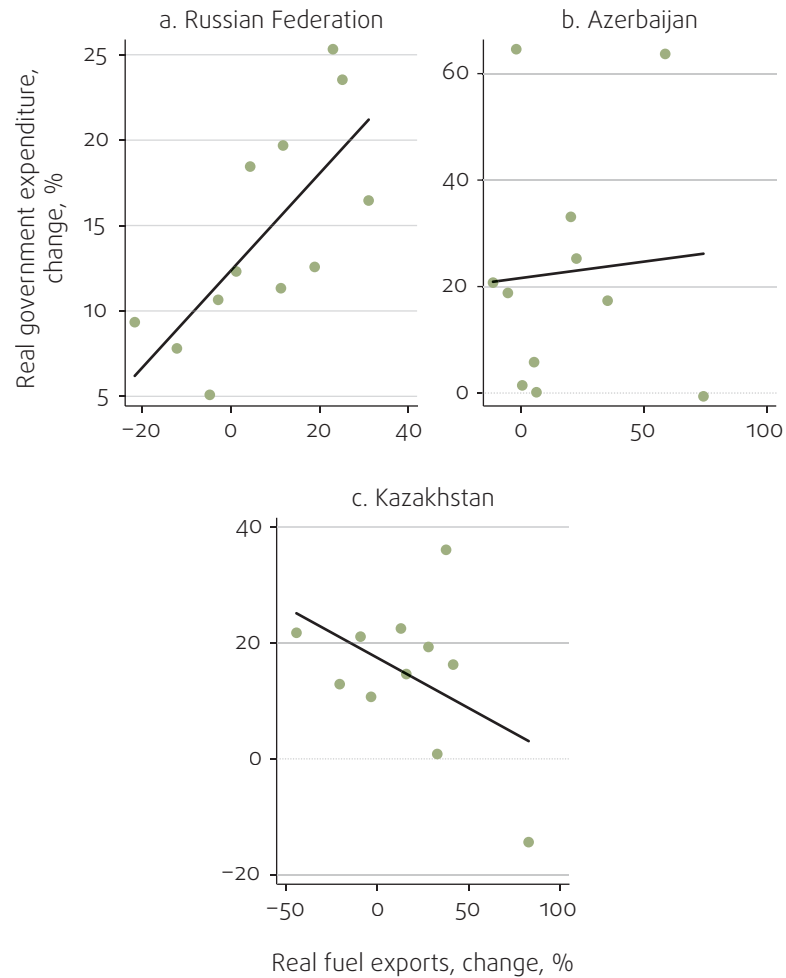 a. Russian Federation
Real government expenditure,
change, %
25
20
15
10
5
−20 0 20 40
b. Azerbaijan
60
40
20
0
0 50 100
c. Kazakhstan
40
20
0
−20
−50 0 50 100
Real fuel exports, change, %